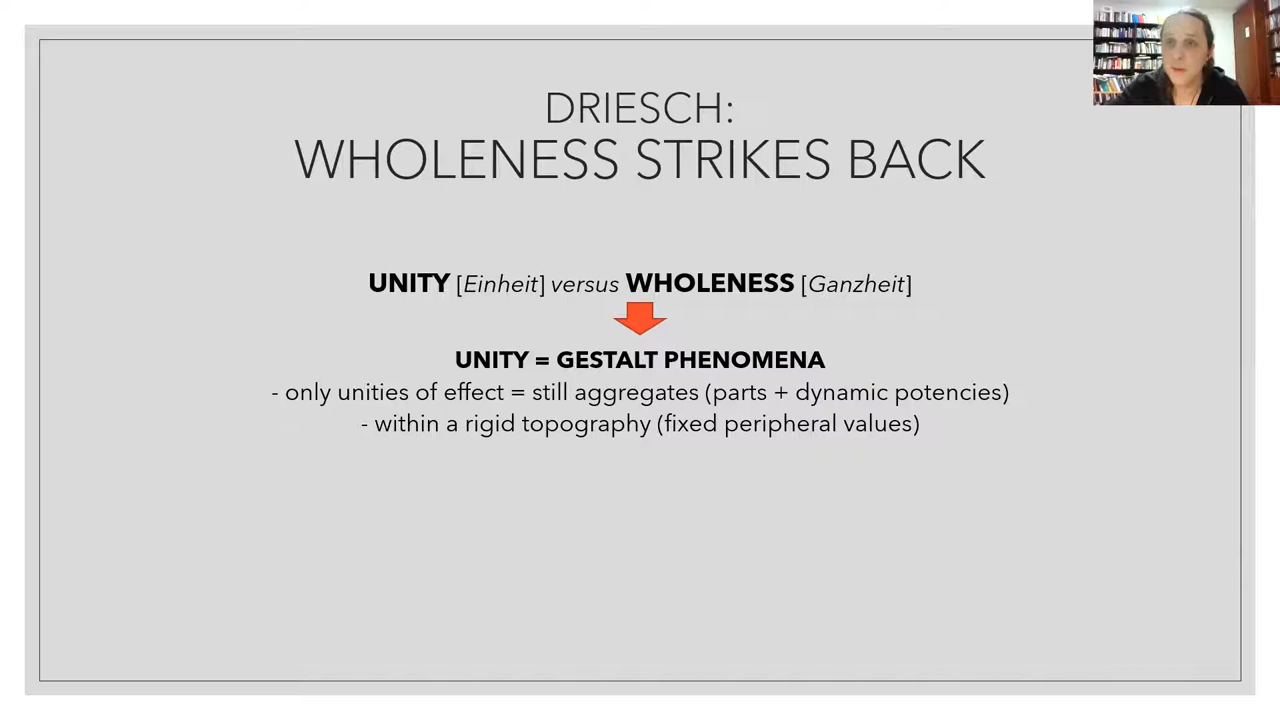 DRIESCH:
WHOLENESS STRIKES BACK
UNITY [Einheit] versus WHOLENESS [Ganzheit]
UNITY = GESTALT PHENOMENA
- only unities of effect = still aggregates (parts + dynamic potencies)
- within a rigid topography (fixed peripheral values)